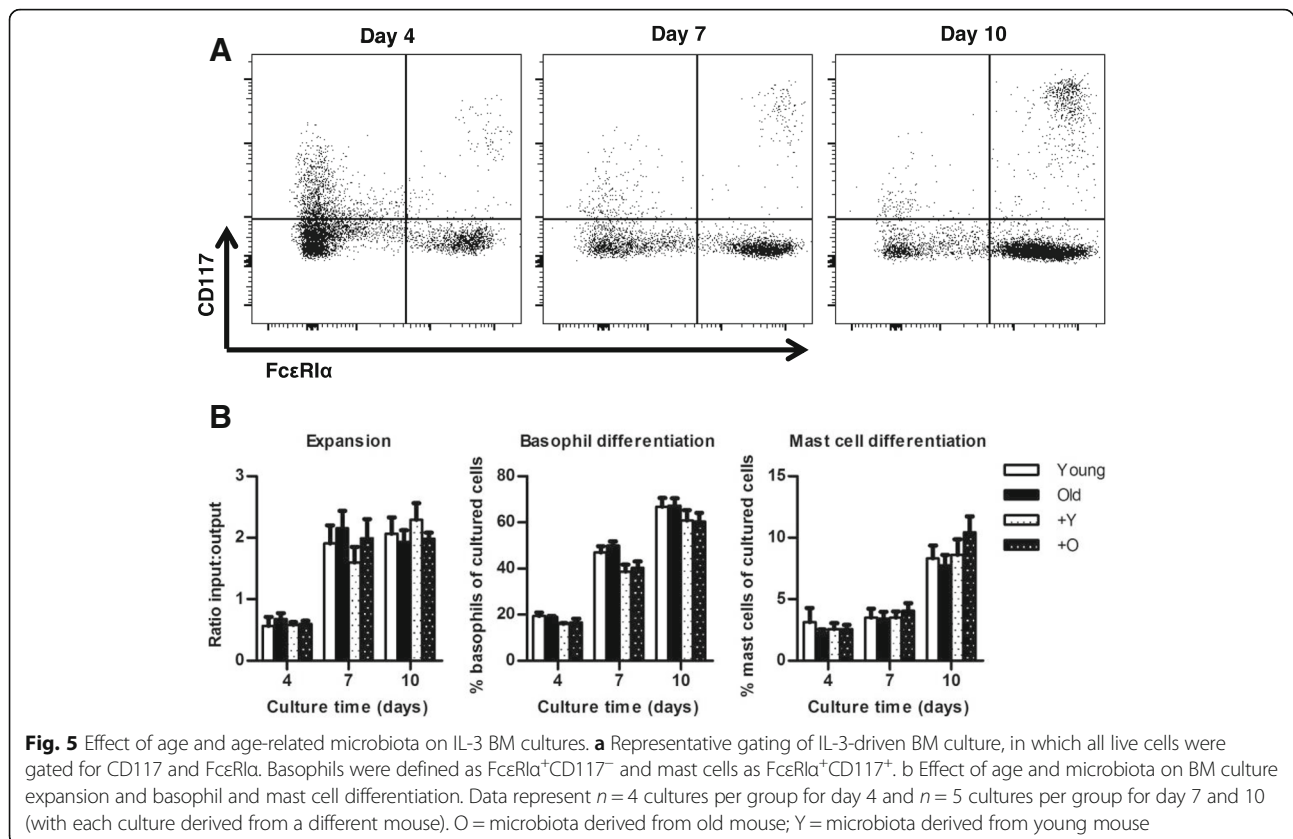 A
Day 4
Day 7
Day 10
CD117
FcεRIα
B
Expansion
Ratio input:output
3
2
1
0
4
7
10
Culture time (days)
Basophil differentiation
% basophils of cultured cells
80
60
40
20
0
4
7
10
Culture time (days)
Mast cell differentiation
% mast cells of cultured cells
15
10
5
0
4
7
10
Culture time (days)
Young
Old
+Y
+O
Fig. 5 Effect of age and age-related microbiota on IL-3 BM cultures. a Representative gating of IL-3-driven BM culture, in which all live cells were
gated for CD117 and FcεRIα. Basophils were defined as FcεRIα⁺CD117⁻ and mast cells as FcεRIα⁺CD117⁺. b Effect of age and microbiota on BM culture
expansion and basophil and mast cell differentiation. Data represent n = 4 cultures per group for day 4 and n = 5 cultures per group for day 7 and 10
(with each culture derived from a different mouse). O = microbiota derived from old mouse; Y = microbiota derived from young mouse